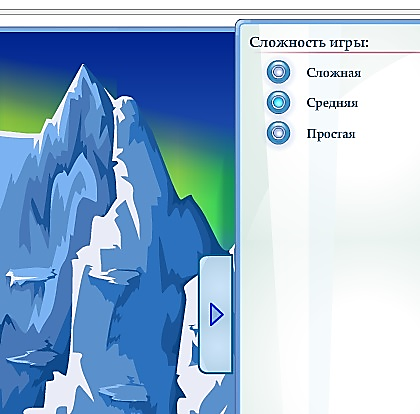 Сложность игры:
Сложная
Средняя
Простая